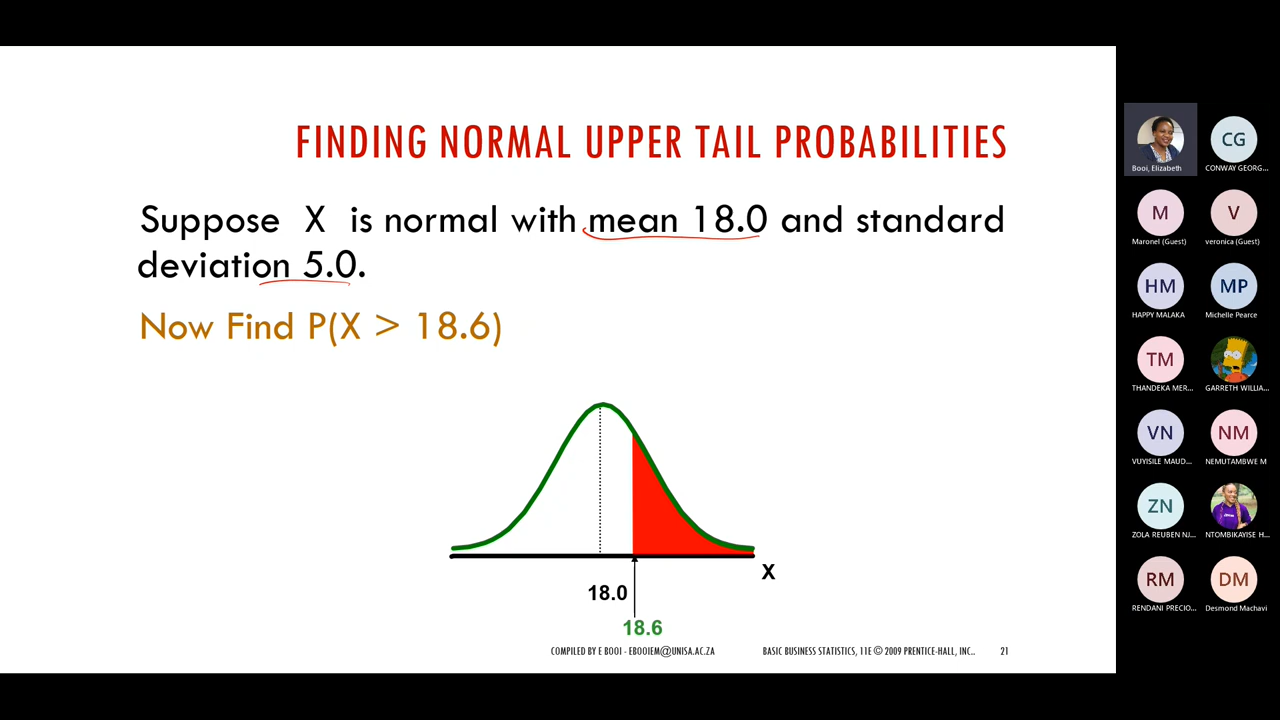 FINDING NORMAL UPPER TAIL PROBABILITIES
Suppose X is normal with mean 18.0 and standard
deviation 5.0.
Now Find P(X > 18.6)
X
18.0
18.6
COMPILED BY E BOOI - EBOOIEM@UNISA.AC.ZA
BASIC BUSINESS STATISTICS, 11E © 2009 PRENTICE-HALL, INC..
21
Booi, Elizabeth
CG
CONWAY GEORG...
M
Maronel (Guest)
V
veronica (Guest)
HM
HAPPY MALAKA
MP
Michelle Pearce
TM
THANDEKA MER...
GARRETH WILLIA...
VN
VUYISILE MAUD...
NM
NEMUTAMBWE M
ZN
ZOLA REUBEN NJ...
NTOMBIKAYISE H...
RM
RENDANI PRECIO...
DM
Desmond Machavi